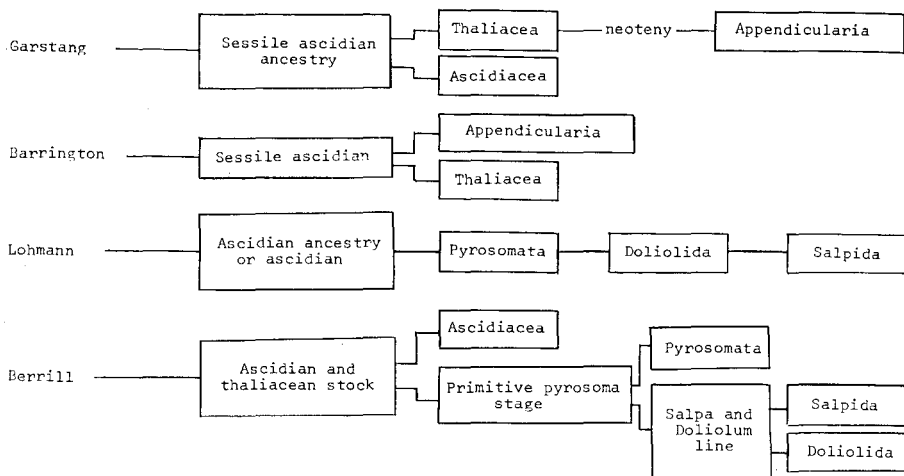 Garstang
Sessile ascidian
ancestry
Thaliacea
neoteny
Appendicularia
Ascidiacea
Barrington
Sessile ascidian
Appendicularia
Thaliacea
Lohmann
Ascidian ancestry
or ascidian
Pyrosomata
Doliolida
Salpida
Berrill
Ascidian and
thaliacean stock
Ascidiacea
Primitive pyrosoma
stage
Pyrosomata
Salpa and
Doliolum
line
Salpida
Doliolida